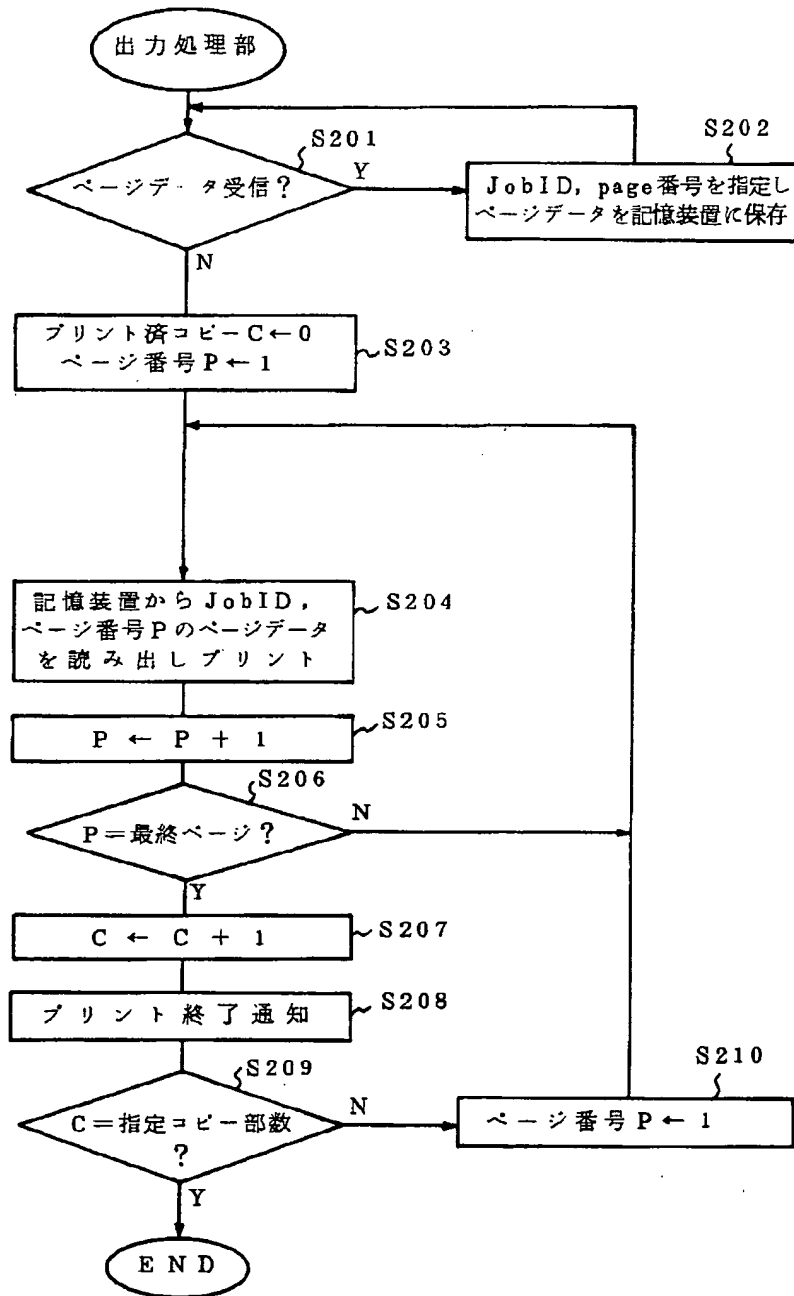 出力処理部
S201
ページデータ受信?
Y
N
S202
JobID, page番号を指定し
ページデータを記憶装置に保存
プリント済コピーC←0
ページ番号P←1
S203
記憶装置からJobID,
ページ番号Pのページデータ
を読み出しプリント
S204
P ← P + 1
S205
S206
P=最終ページ?
N
Y
C ← C + 1
S207
プリント終了通知
S208
S209
C=指定コピー部数
?
N
Y
S210
ページ番号P←1
END